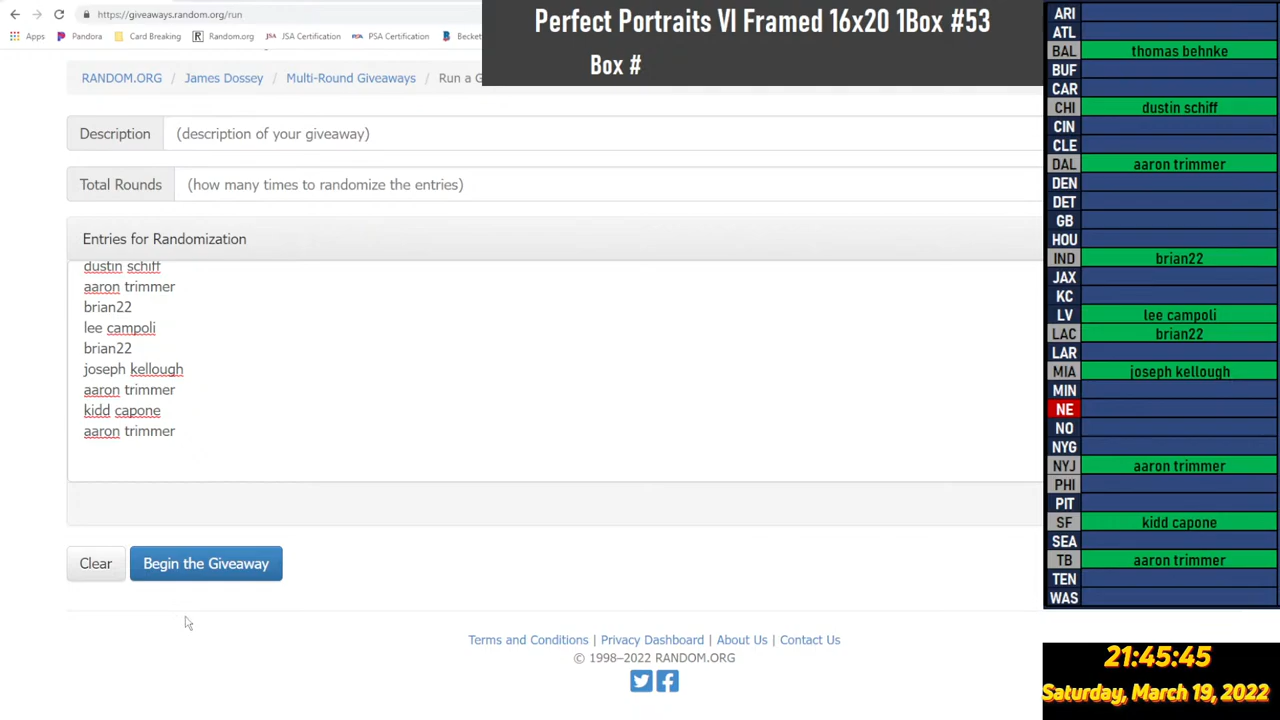 https://giveaways.random.org/run
Apps
Pandora
Card Breaking
Random.org
JSA Certification
PSA Certification
Becket
Perfect Portraits VI Framed 16x20 1Box #53
Box #
RANDOM.ORG / James Dossey / Multi-Round Giveaways / Run a G
Description (description of your giveaway)
Total Rounds (how many times to randomize the entries)
Entries for Randomization
dustin schiff
aaron trimmer
brian22
lee campoli
brian22
joseph kellough
aaron trimmer
kidd capone
aaron trimmer
Clear
Begin the Giveaway
Terms and Conditions | Privacy Dashboard | About Us | Contact Us
© 1998–2022 RANDOM.ORG
ARI
ATL
BAL thomas behnke
BUF
CAR
CHI dustin schiff
CIN
CLE
DAL aaron trimmer
DEN
DET
GB
HOU
IND brian22
JAX
KC
LV lee campoli
LAC brian22
LAR
MIA joseph kellough
MIN
NE
NO
NYG
NYJ aaron trimmer
PHI
PIT
SF kidd capone
SEA
TB aaron trimmer
TEN
WAS
21:45:45
Saturday, March 19, 2022